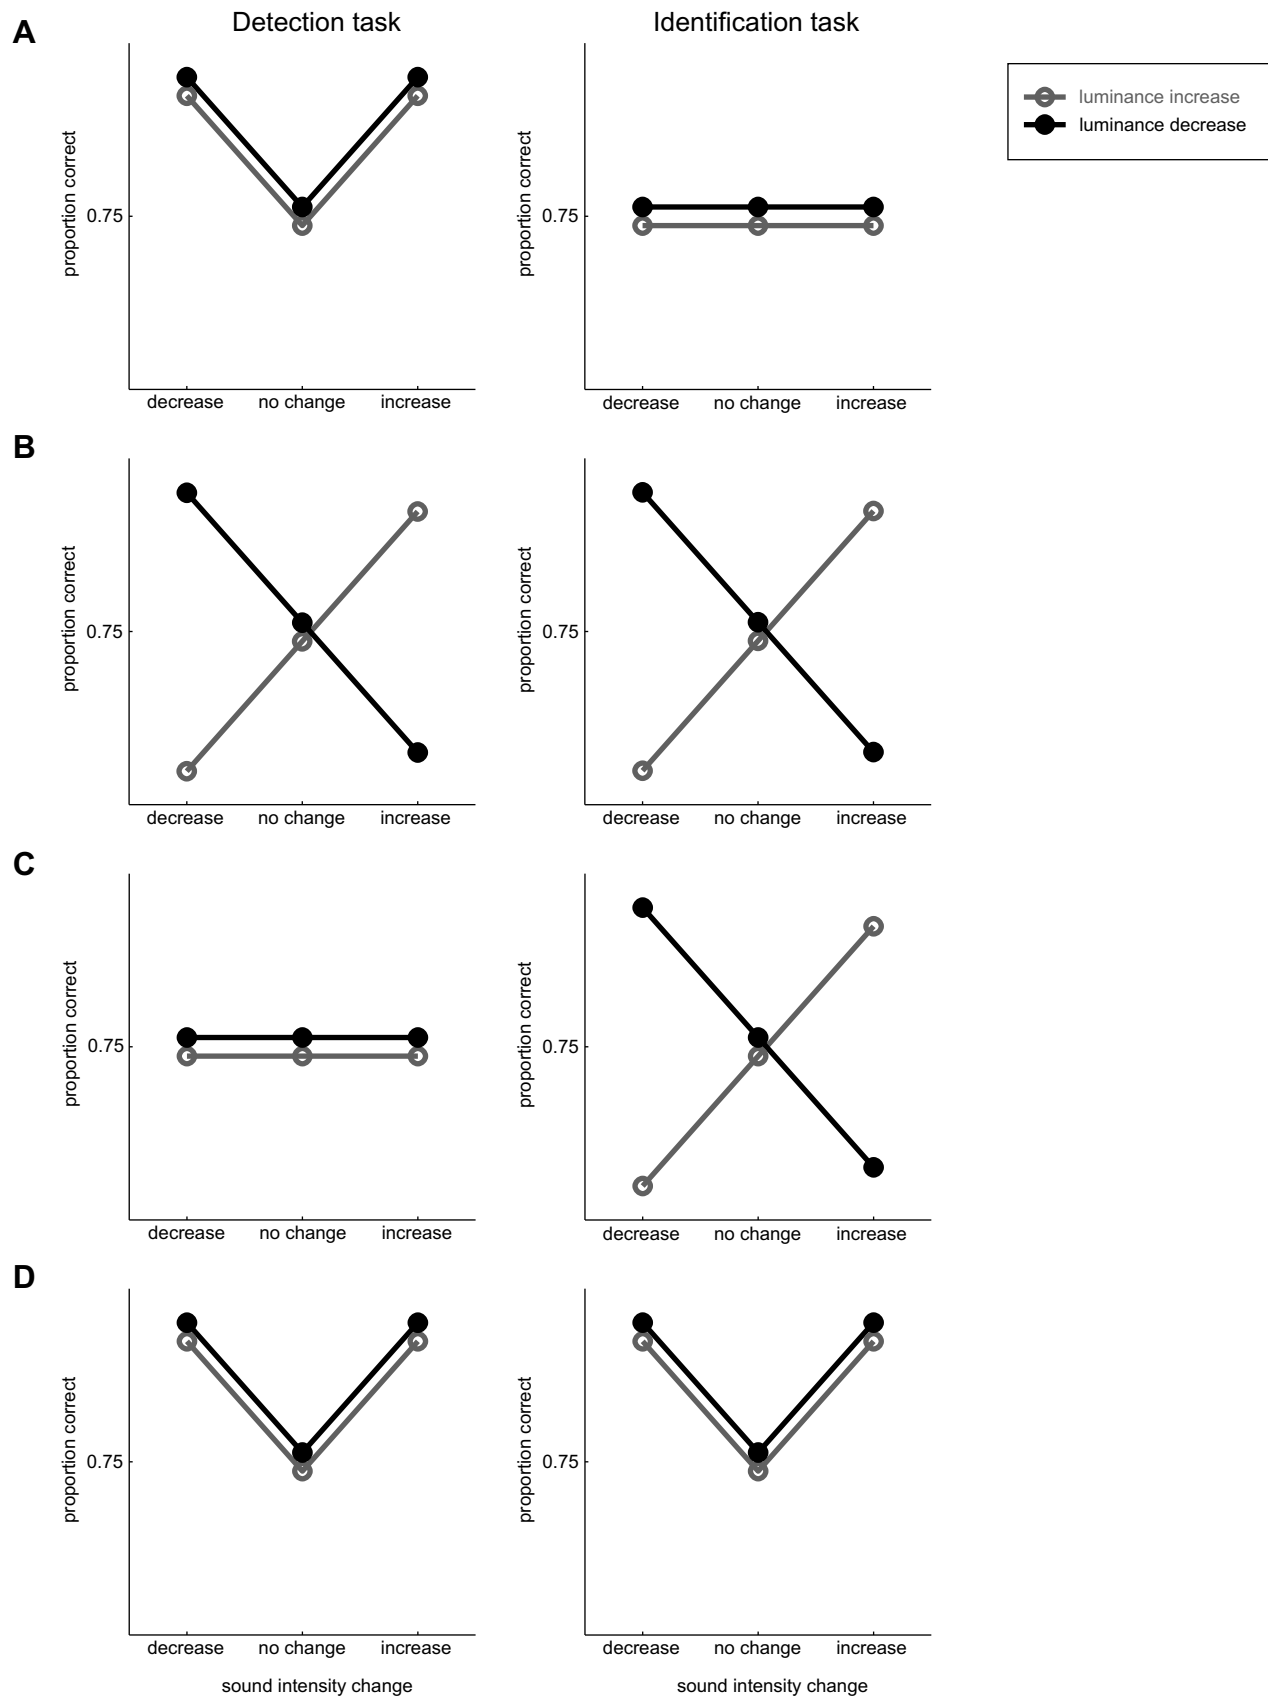 A
Detection task
Identification task
luminance increase
luminance decrease
proportion correct
0.75
decrease no change increase
proportion correct
0.75
decrease no change increase
B
proportion correct
0.75
decrease no change increase
proportion correct
0.75
decrease no change increase
C
proportion correct
0.75
decrease no change increase
proportion correct
0.75
decrease no change increase
D
proportion correct
0.75
decrease no change increase
sound intensity change
proportion correct
0.75
decrease no change increase
sound intensity change